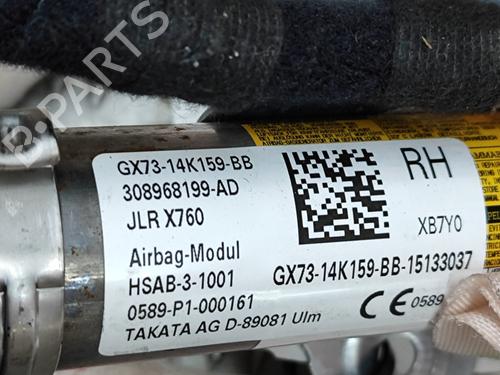 B-PARTS
GX73-14K159-BB
308968199-AD
JLR X760
Airbag-Modul
HSAB-3-1001
0589-P1-000161
TAKATA AG D-89081 Ulm
RH
XB7Y0
GX73-14K159-BB-15133037
CE 0589